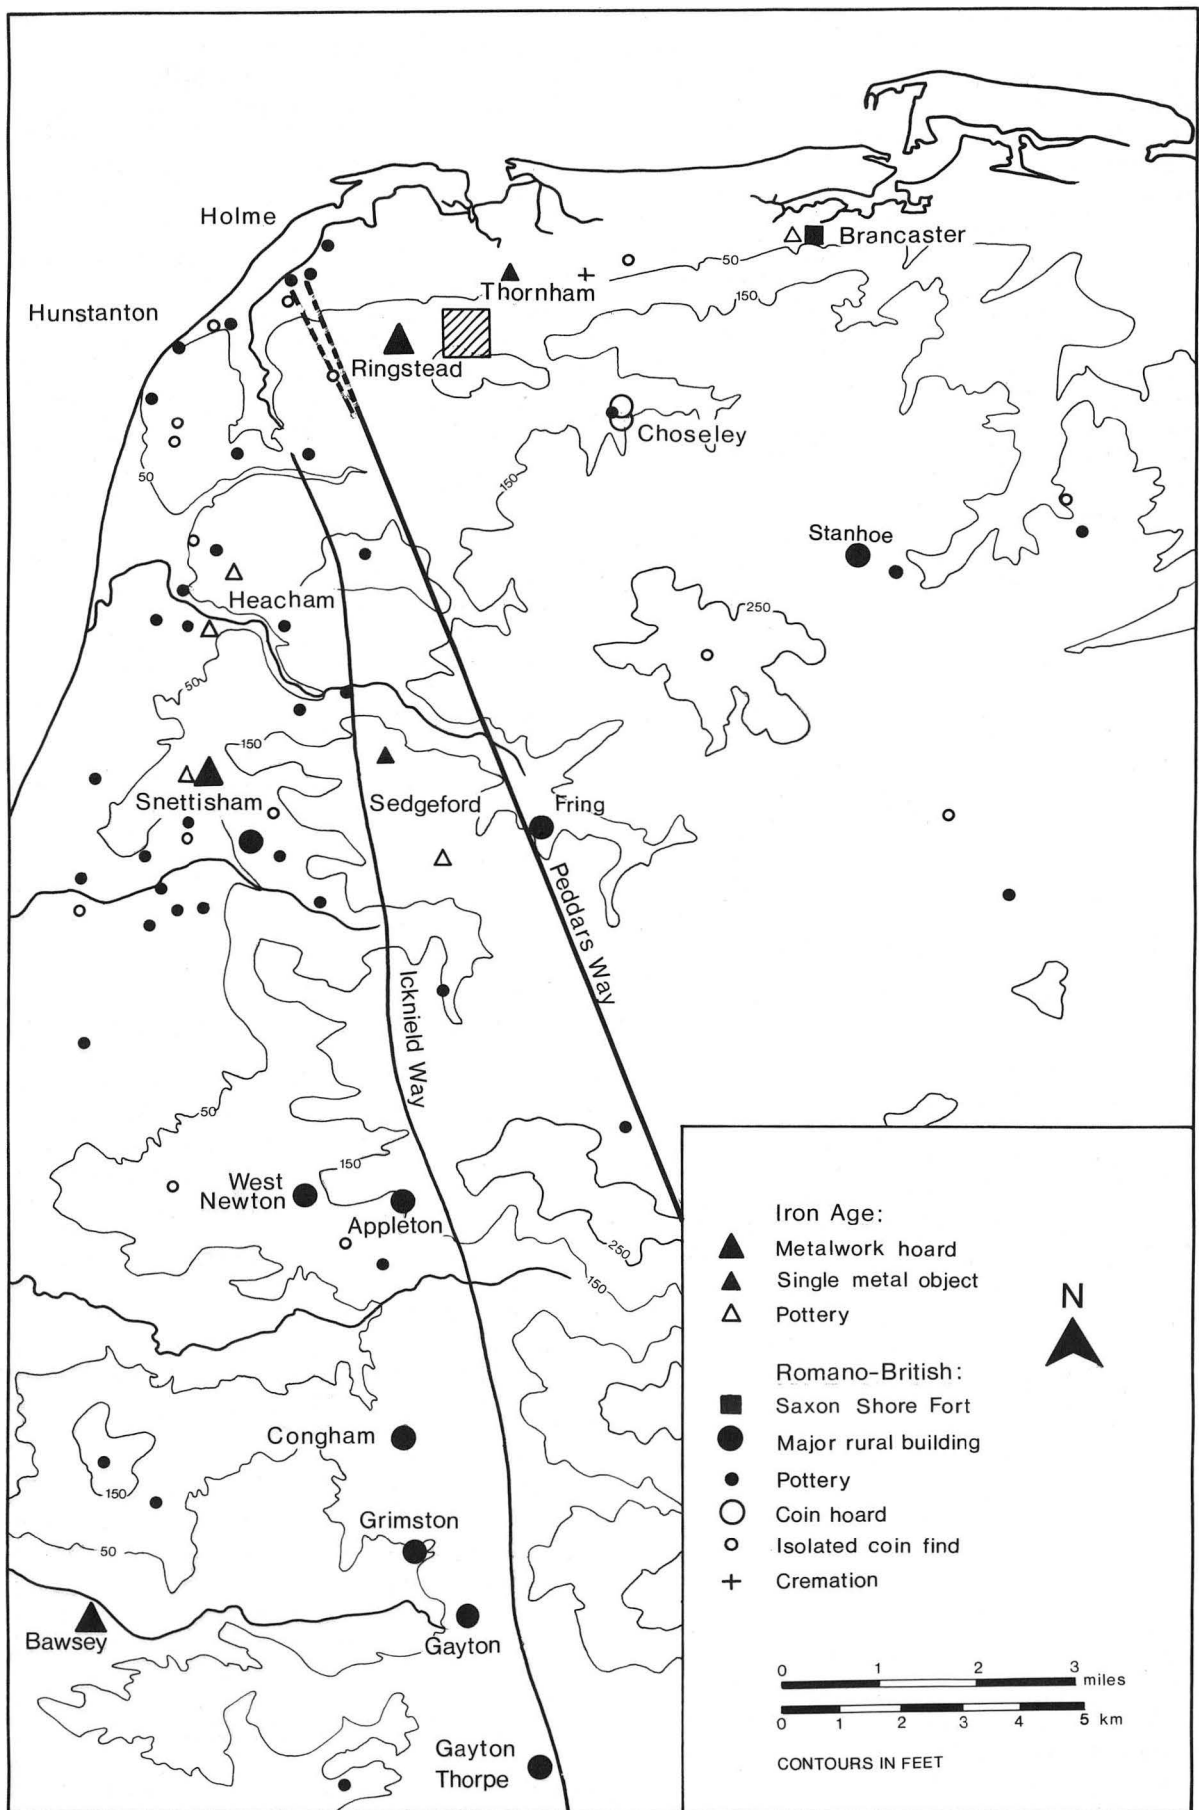 Holme
Brancaster
50
Thornham
150
Hunstanton
Ringstead
Choseley
50
150
Stanhoe
Heacham
250
50
150
Snettisham
Sedgeford
Fring
Peddars Way
Icknield Way
50
150
West
Newton
Appleton
250
150
Congham
150
Grimston
50
Bawsey
Gayton
Gayton
Thorpe
Iron Age:
Metalwork hoard
Single metal object
Pottery
N
Romano-British:
Saxon Shore Fort
Major rural building
Pottery
Coin hoard
Isolated coin find
Cremation
0 1 2 3 miles
0 1 2 3 4 5 km
CONTOURS IN FEET